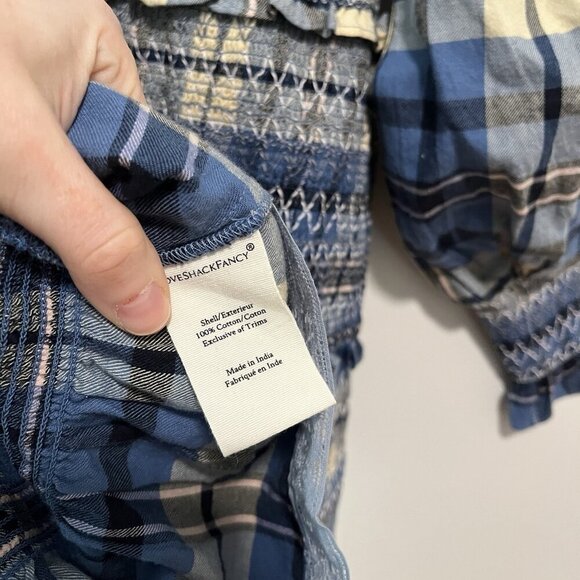 OVESHACKFANCY®
Shell/Exterieur
100% Cotton/Coton
Exclusive of Trims
Made in India
Fabriqué en Inde